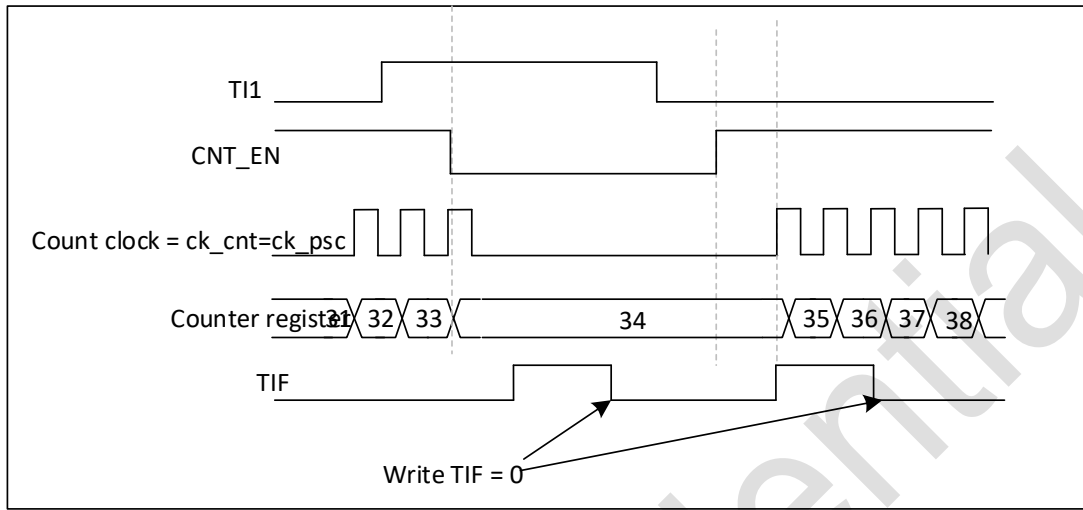 TI1
CNT_EN
Count clock = ck_cnt=ck_psc
Counter register 31 32 33 34 35 36 37 38
TIF
Write TIF = 0
dential